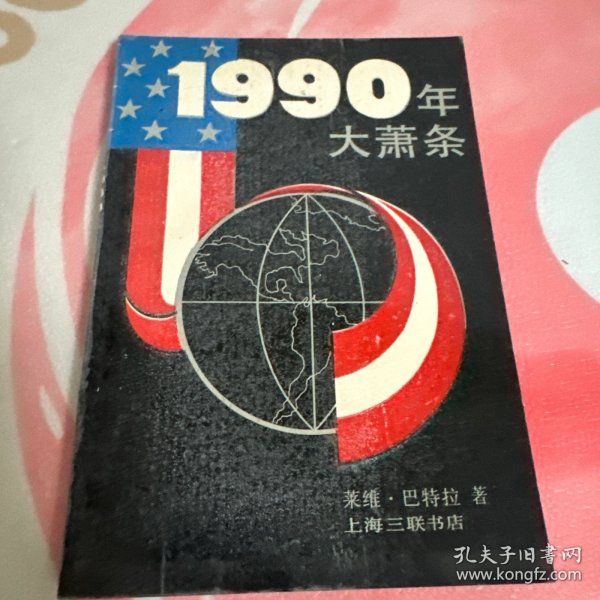 1990年
大萧条
莱维·巴特拉 著
上海三联书店
孔夫子旧书网
www.kongfz.com